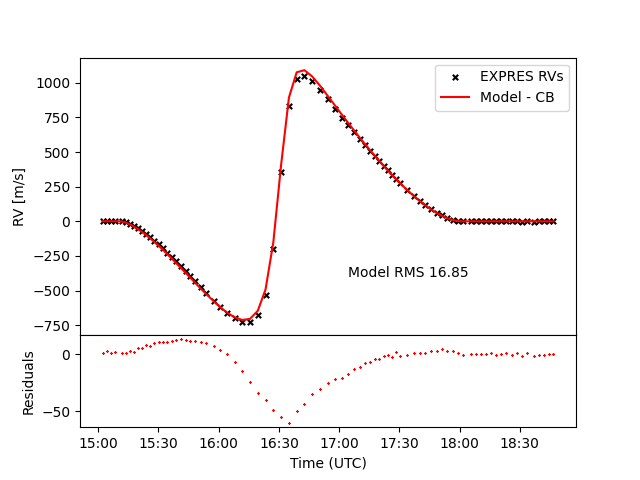 EXPRES RVs
Model - CB
1000
750
500
250
0
−250
−500
−750
RV [m/s]
Model RMS 16.85
0
−50
Residuals
15:00 15:30 16:00 16:30 17:00 17:30 18:00 18:30
Time (UTC)